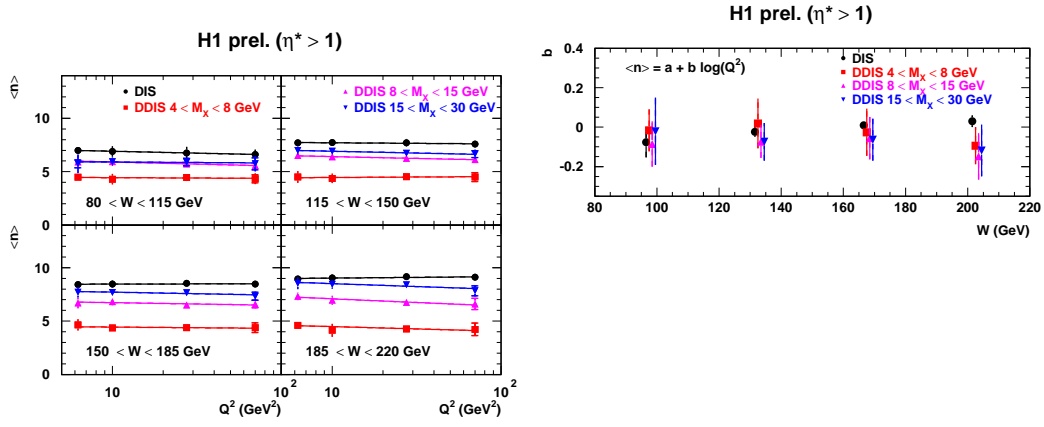 H1 prel. (η* > 1)
<n>
10
5
0
DIS
DDIS 4 < M_X < 8 GeV
DDIS 8 < M_X < 15 GeV
DDIS 15 < M_X < 30 GeV
80 < W < 115 GeV
115 < W < 150 GeV
<n>
10
5
0
150 < W < 185 GeV
185 < W < 220 GeV
10
10²
10
10²
Q² (GeV²)
Q² (GeV²)
H1 prel. (η* > 1)
b
0.4
0.2
0
-0.2
<n> = a + b log(Q²)
DIS
DDIS 4 < M_X < 8 GeV
DDIS 8 < M_X < 15 GeV
DDIS 15 < M_X < 30 GeV
80 100 120 140 160 180 200 220
W (GeV)